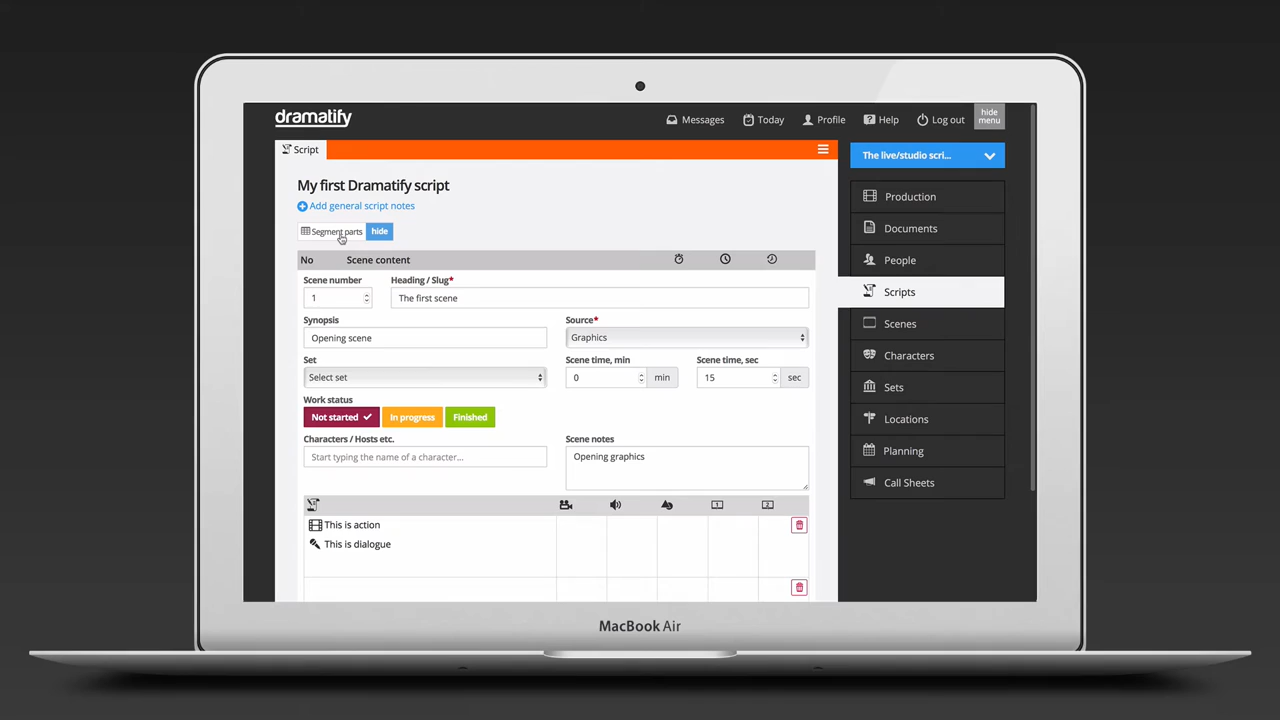 dramatify
Messages
Today
Profile
Help
Log out
hide
menu
Script
The live/studio scri...
My first Dramatify script
Add general script notes
Segment parts
hide
No
Scene content
Scene number
Heading / Slug*
1
The first scene
Synopsis
Source*
Opening scene
Graphics
Set
Scene time, min
Scene time, sec
Select set
0
min
15
sec
Work status
Not started
In progress
Finished
Characters / Hosts etc.
Scene notes
Start typing the name of a character...
Opening graphics
1
2
This is action
This is dialogue
Production
Documents
People
Scripts
Scenes
Characters
Sets
Locations
Planning
Call Sheets
MacBook Air